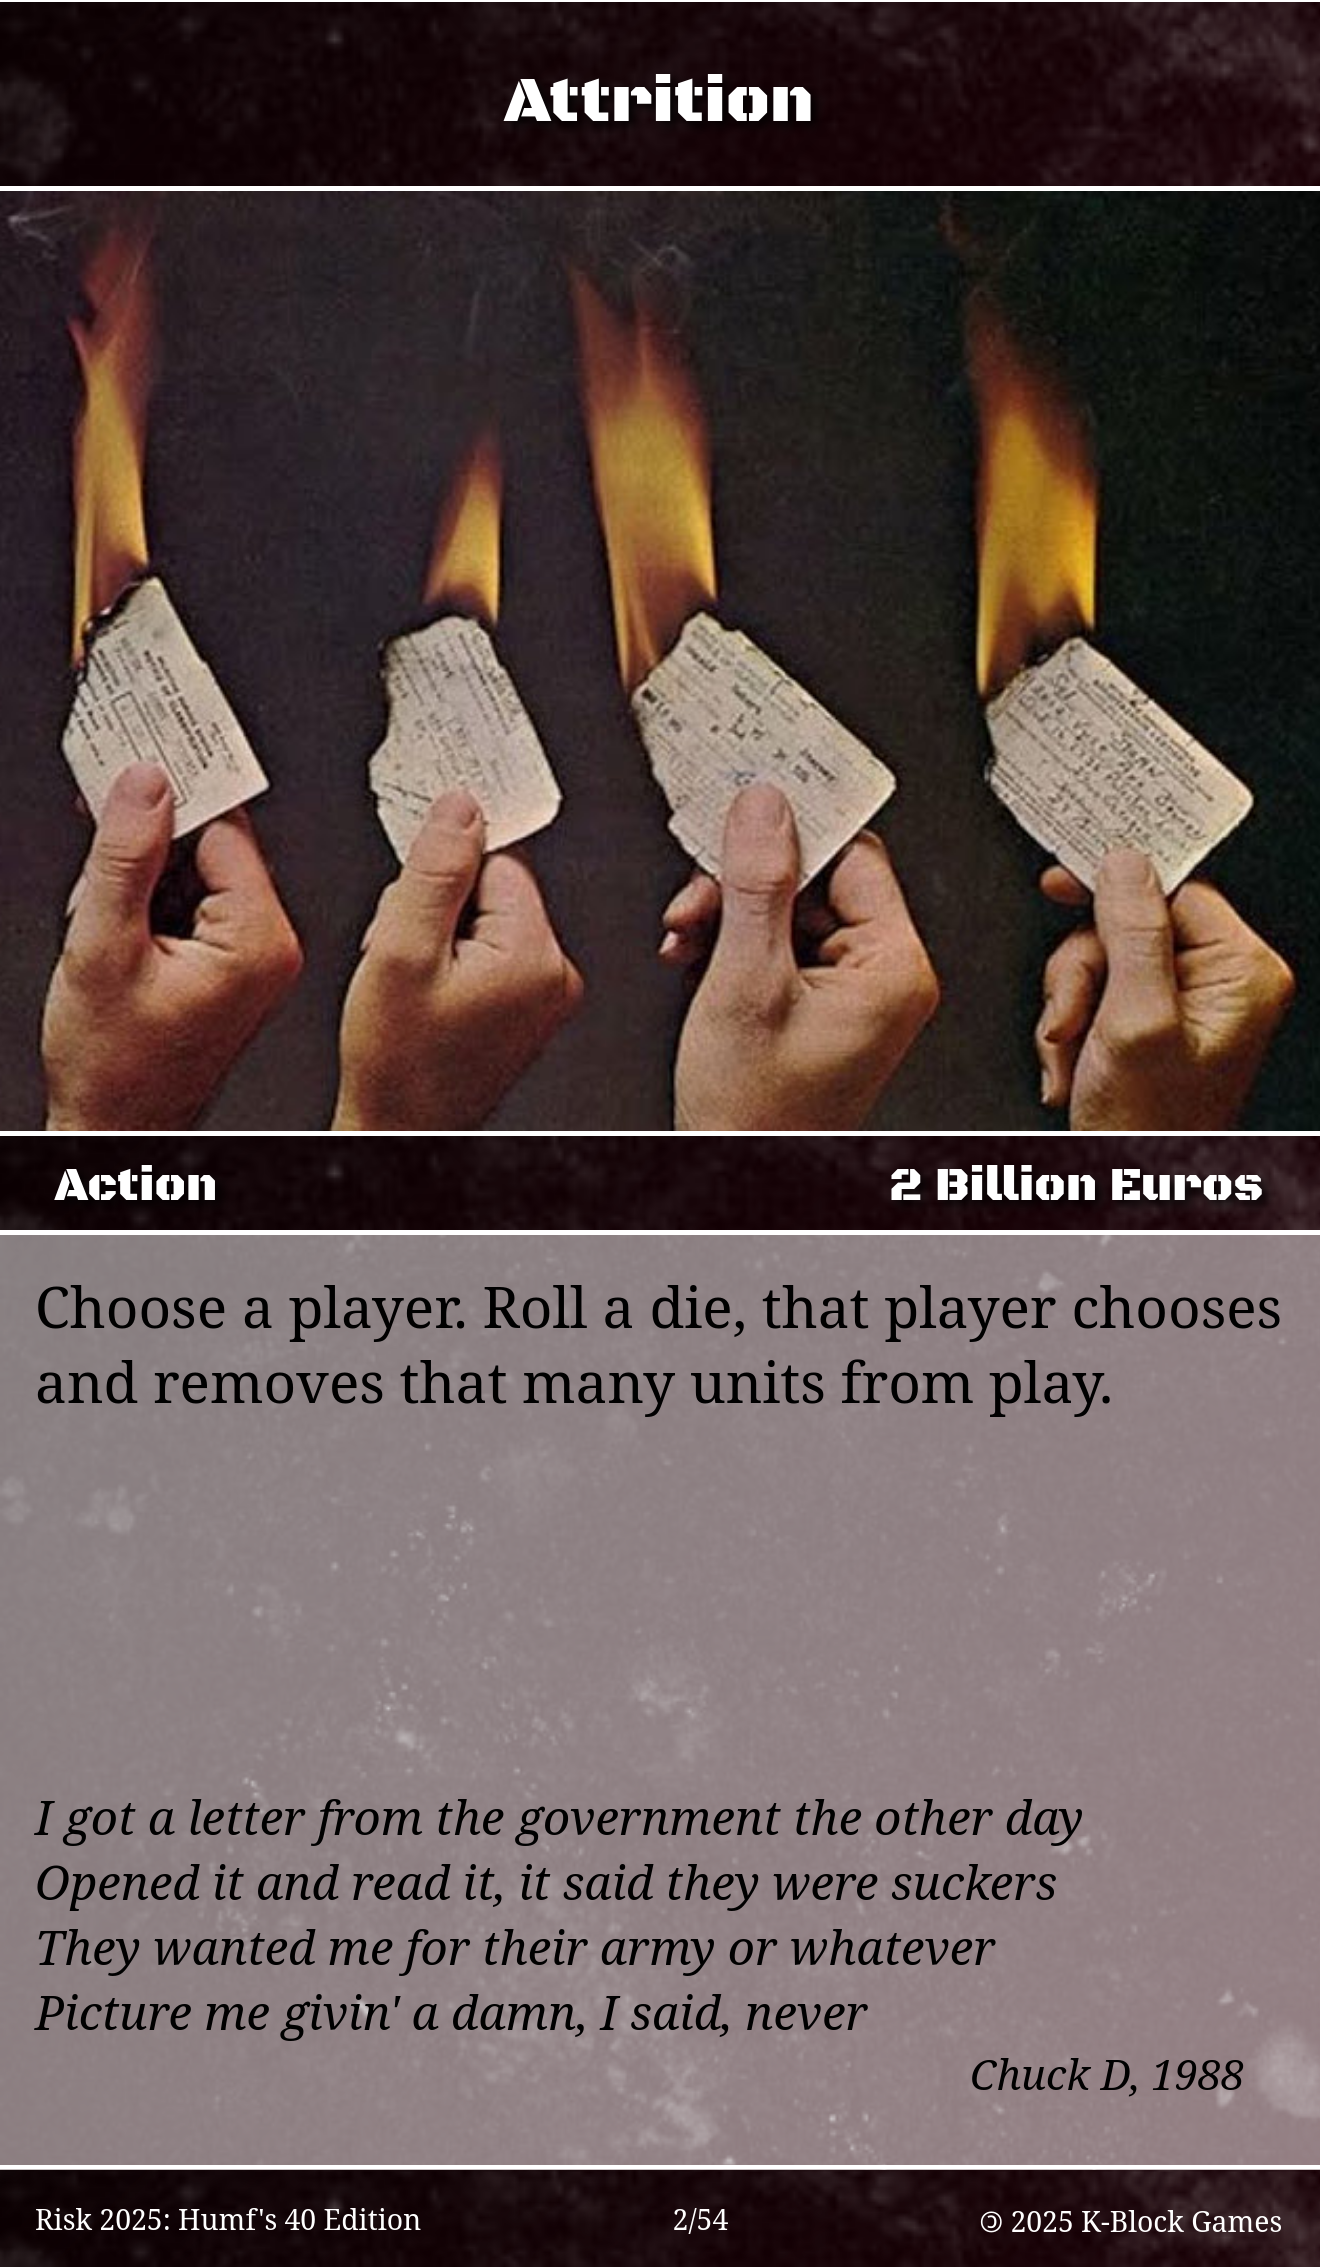 Attrition
Action
2 Billion Euros
Choose a player. Roll a die, that player chooses
and removes that many units from play.
I got a letter from the government the other day
Opened it and read it, it said they were suckers
They wanted me for their army or whatever
Picture me givin' a damn, I said, never
Chuck D, 1988
Risk 2025: Humf's 40 Edition
2/54
🄯 2025 K-Block Games